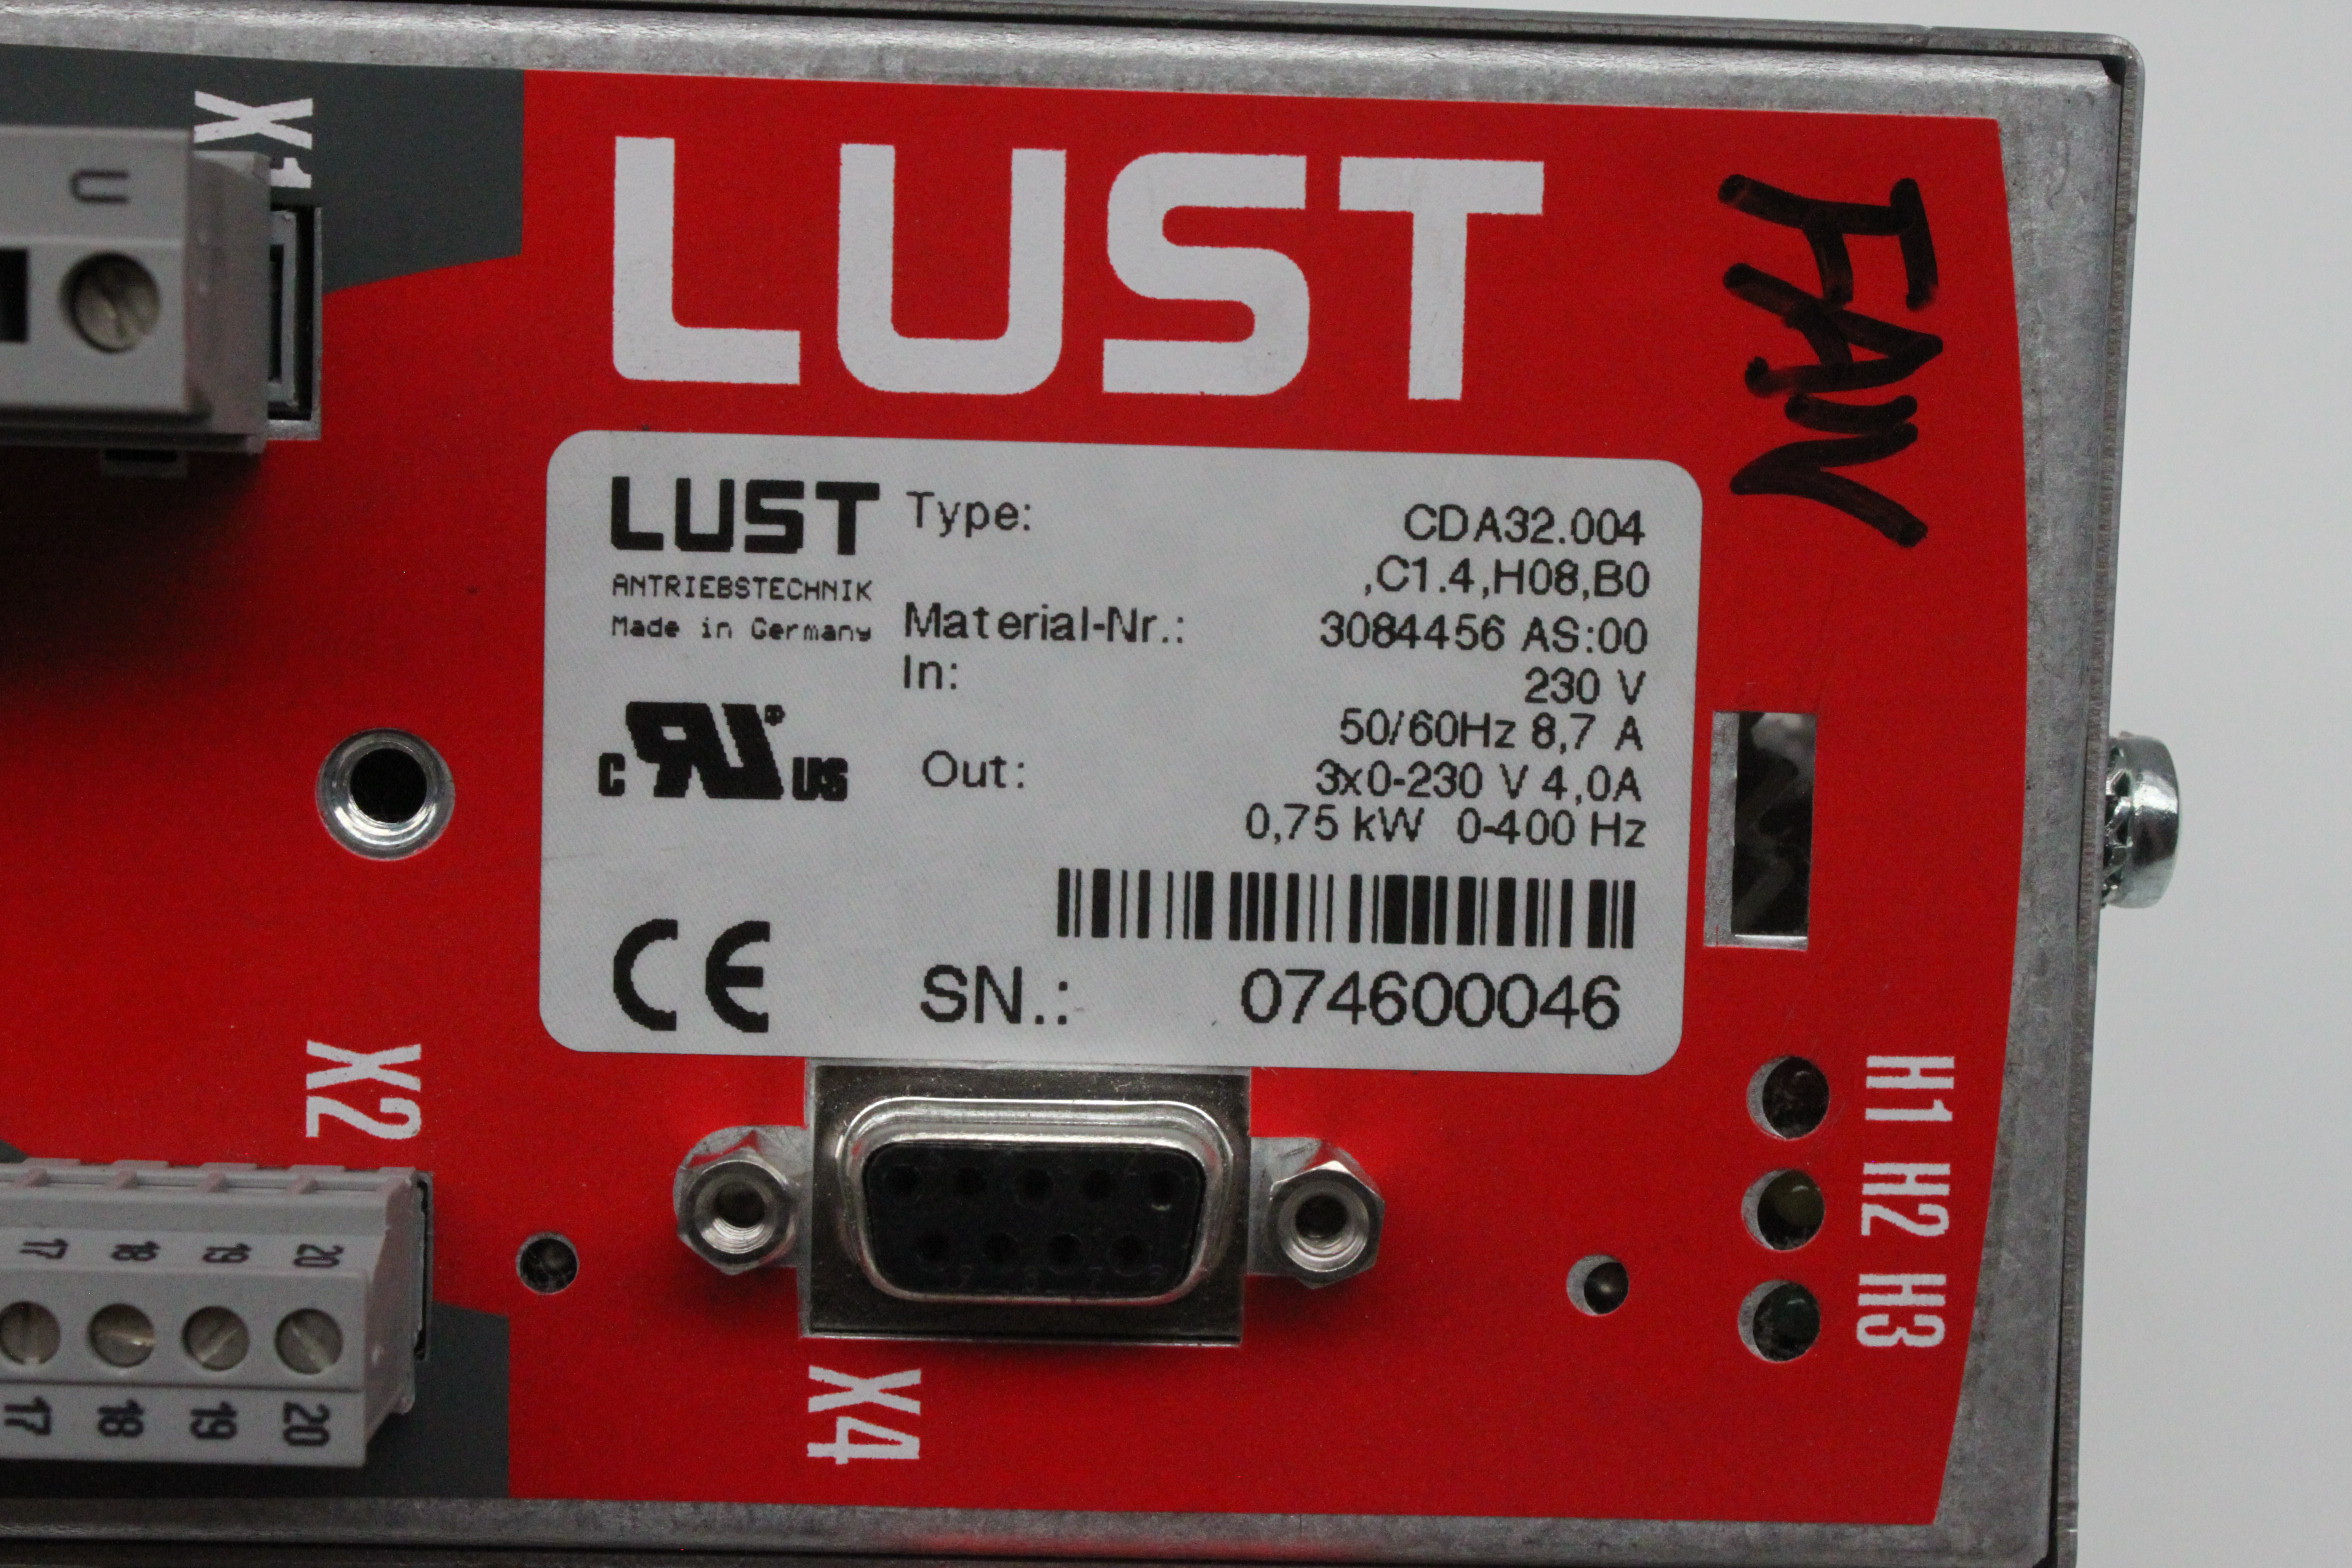 X1
U
LUST
FAN
LUST
ANTRIEBSTECHNIK
Made in Germany
Type: CDA32.004
,C1.4,H08,B0
Material-Nr.: 3084456 AS:00
In: 230 V
50/60Hz 8,7 A
Out: 3x0-230 V 4,0A
0,75 kW 0-400 Hz
C RU US
CE
SN.: 074600046
X2
H1 H2 H3
17 18 19 20
17 18 19 20
X4